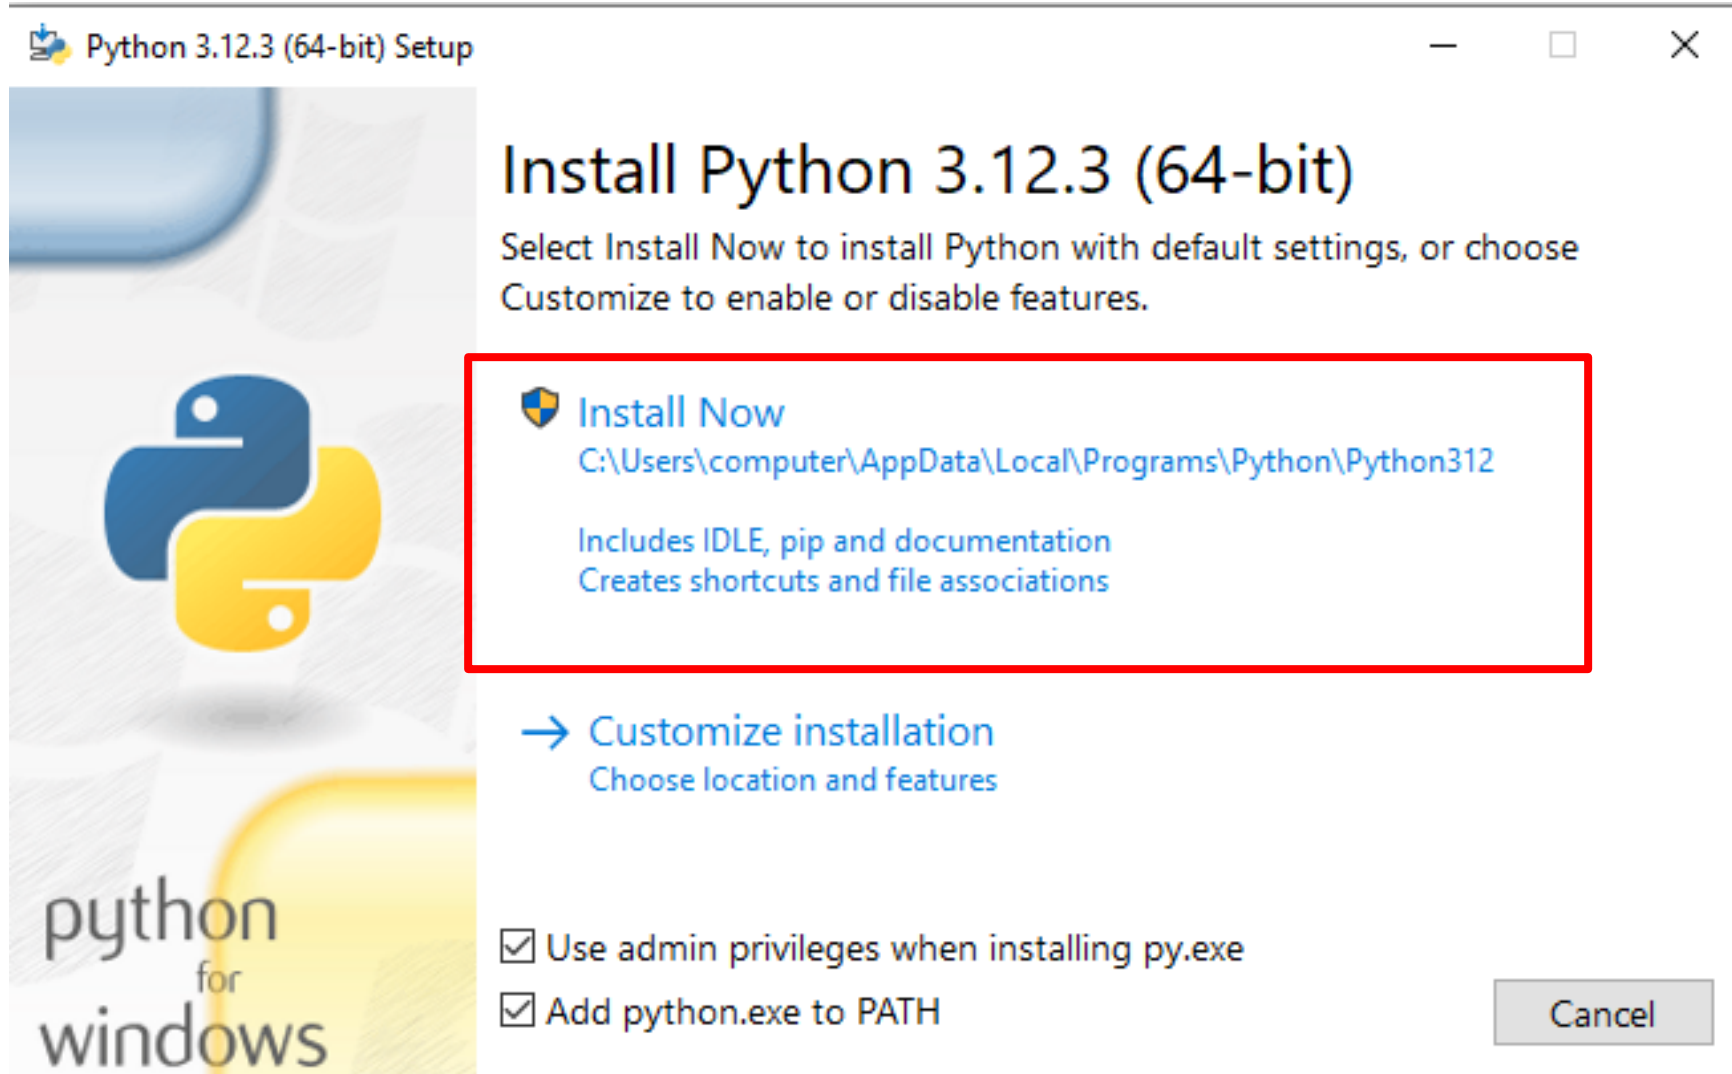 Python 3.12.3 (64-bit) Setup
Install Python 3.12.3 (64-bit)
Select Install Now to install Python with default settings, or choose
Customize to enable or disable features.
Install Now
C:\Users\computer\AppData\Local\Programs\Python\Python312
Includes IDLE, pip and documentation
Creates shortcuts and file associations
Customize installation
Choose location and features
python
for
windows
Use admin privileges when installing py.exe
Add python.exe to PATH
Cancel